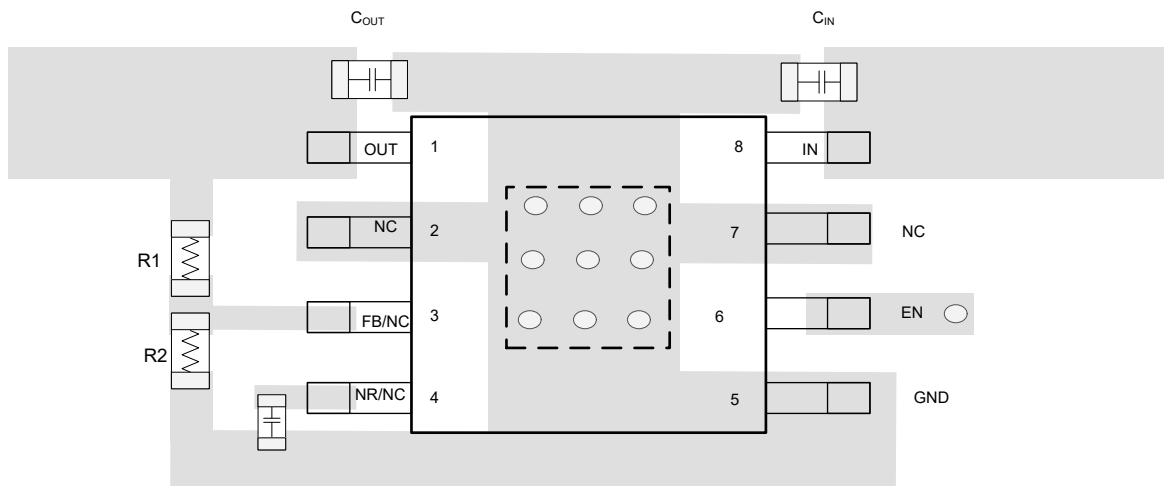 COUT
CIN
OUT
1
8
IN
NC
2
7
NC
R1
FB/NC
3
6
EN
R2
NR/NC
4
5
GND